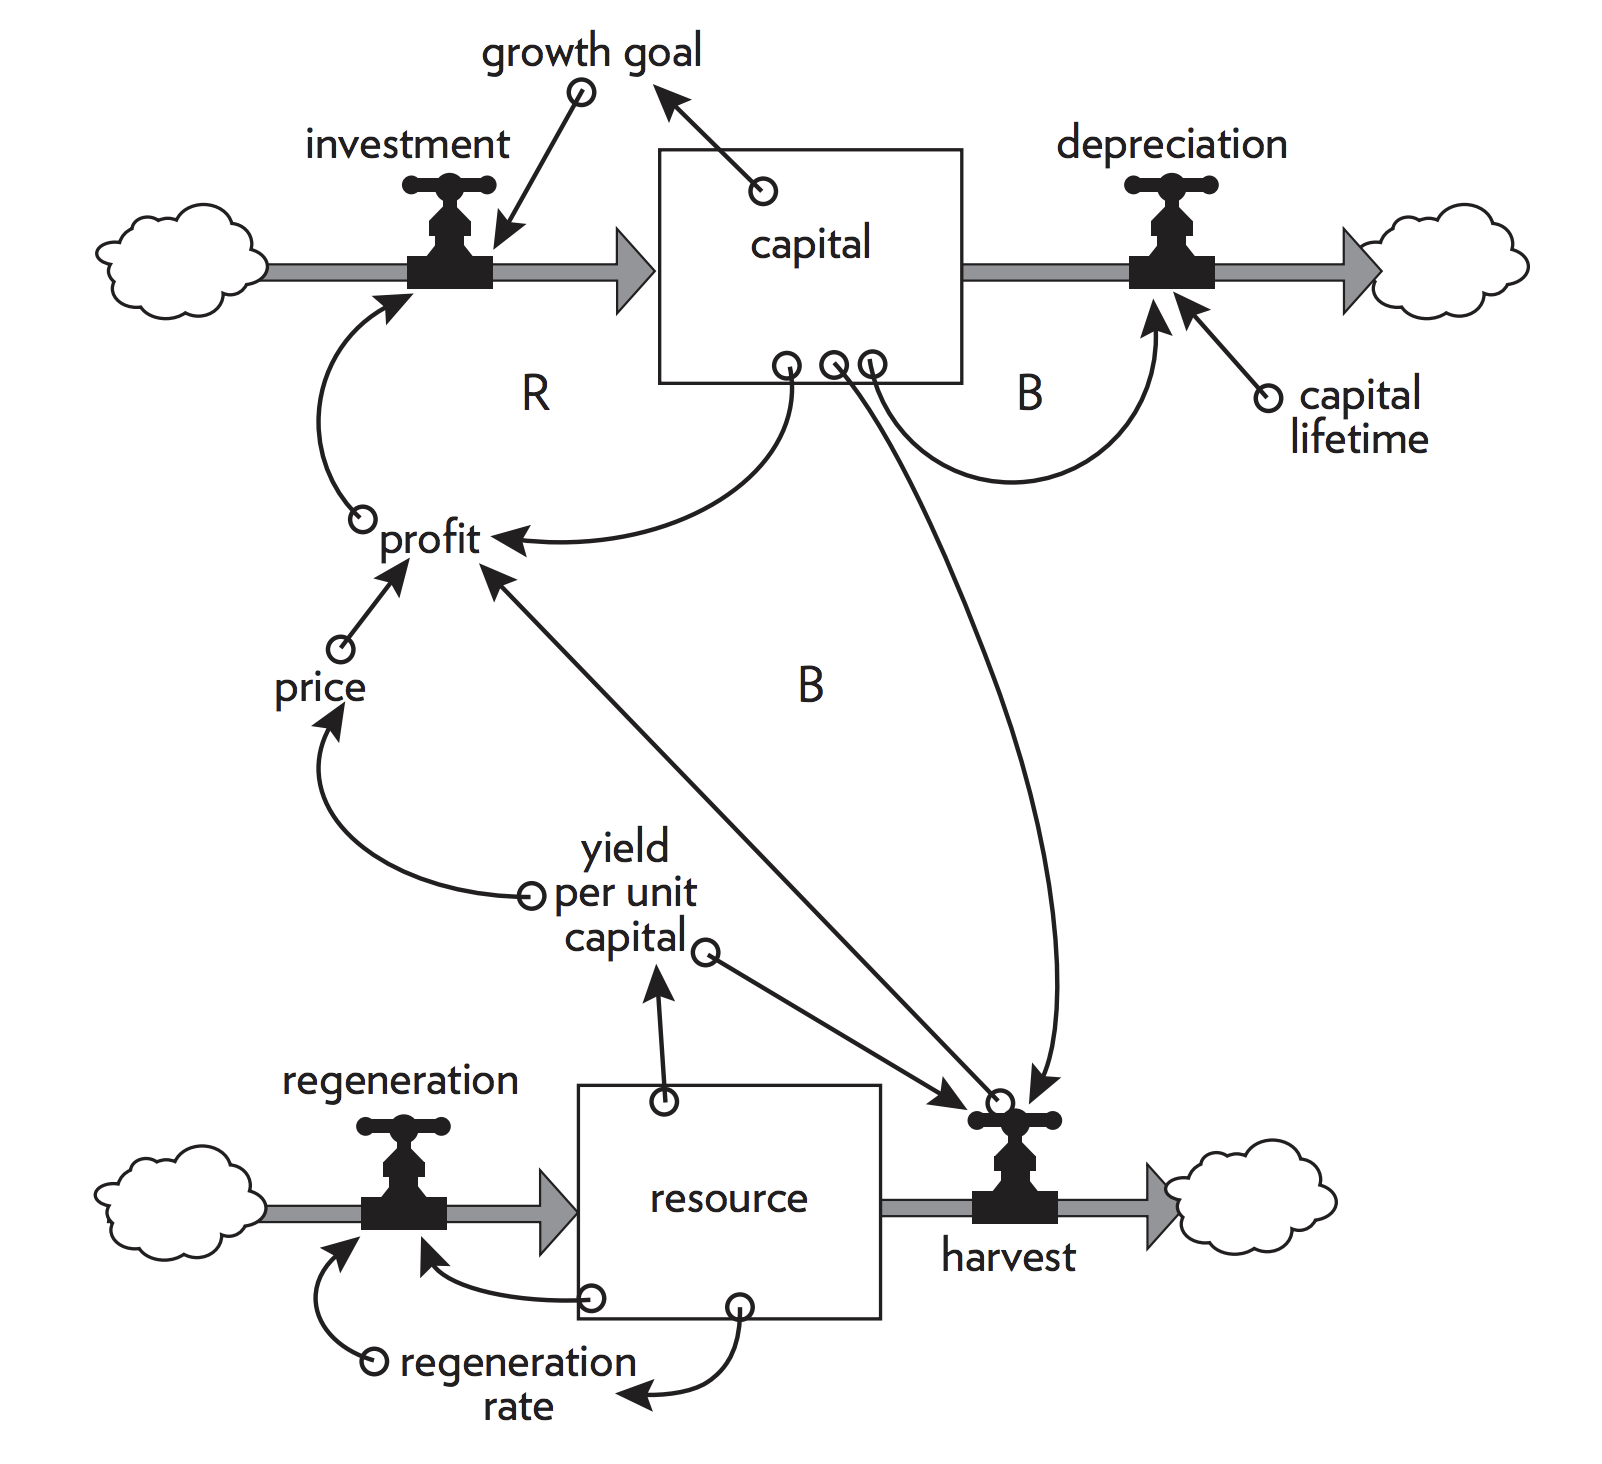 growth goal
investment
depreciation
capital
R
B
capital
lifetime
profit
price
B
yield
per unit
capital
regeneration
resource
harvest
regeneration
rate